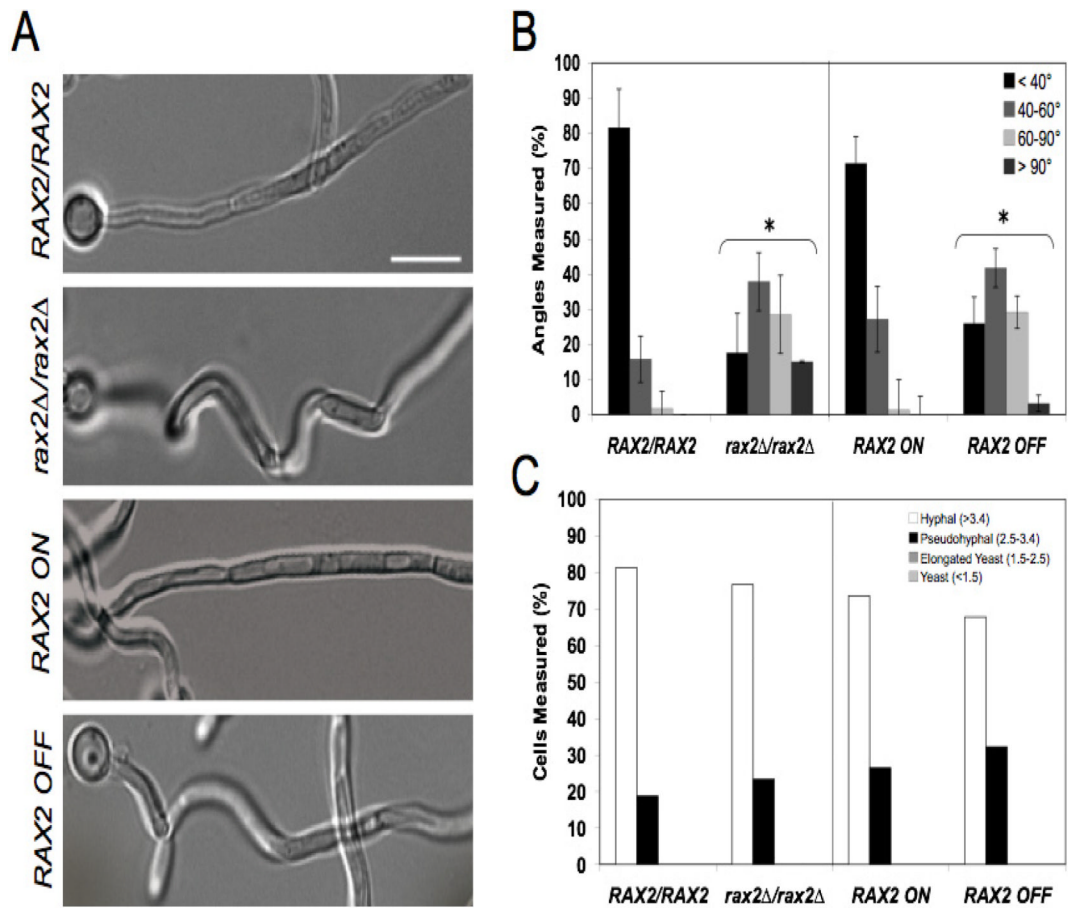 A
RAX2/RAX2
rax2Δ/rax2Δ
RAX2 ON
RAX2 OFF
B
Angles Measured (%)
100
90
80
70
60
50
40
30
20
10
0
< 40°
40-60°
60-90°
> 90°
*
*
RAX2/RAX2 rax2Δ/rax2Δ RAX2 ON RAX2 OFF
C
Cells Measured (%)
100
90
80
70
60
50
40
30
20
10
0
Hyphal (>3.4)
Pseudohyphal (2.5-3.4)
Elongated Yeast (1.5-2.5)
Yeast (<1.5)
RAX2/RAX2 rax2Δ/rax2Δ RAX2 ON RAX2 OFF